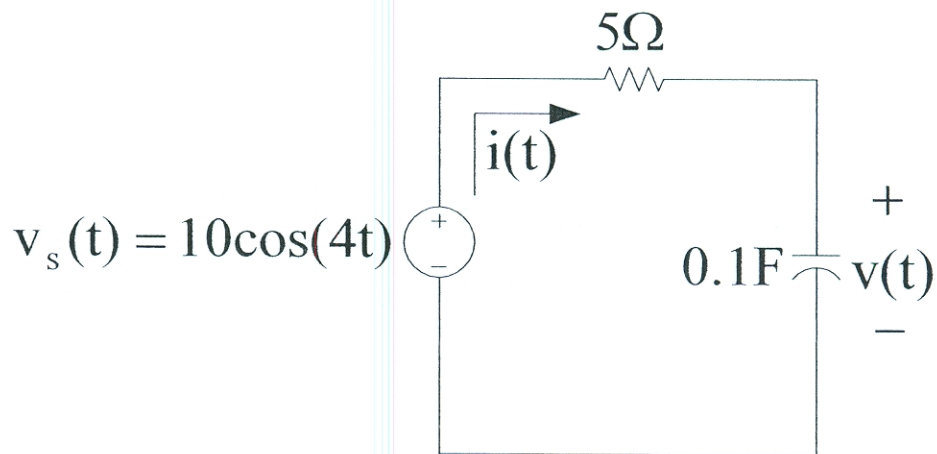 5Ω
i(t)
+
v_s(t) = 10cos(4t)
+
−
0.1F
v(t)
−